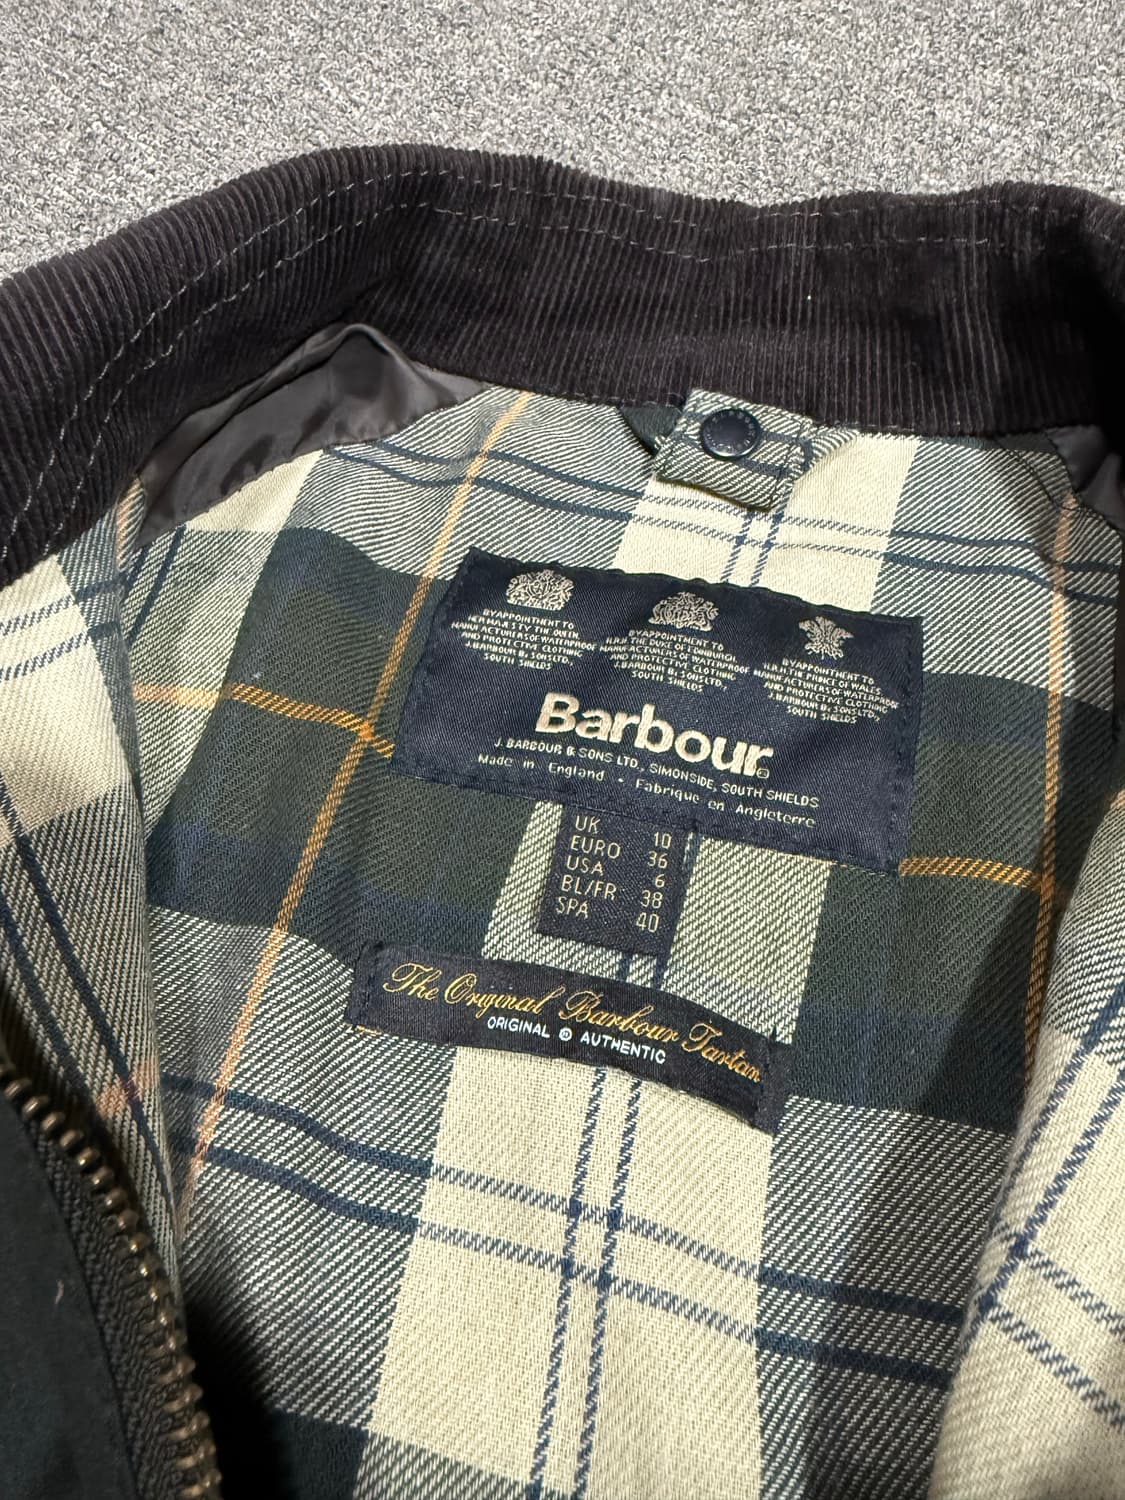 BY APPOINTMENT TO
HER MAJESTY THE QUEEN
MANUFACTURERS OF WATERPROOF
AND PROTECTIVE CLOTHING
J. BARBOUR & SONS LTD,
SOUTH SHIELDS
BY APPOINTMENT TO
H.R.H. THE DUKE OF EDINBURGH
MANUFACTURERS OF WATERPROOF
AND PROTECTIVE CLOTHING
J. BARBOUR & SONS LTD,
SOUTH SHIELDS
BY APPOINTMENT TO
H.R.H. THE PRINCE OF WALES
MANUFACTURERS OF WATERPROOF
AND PROTECTIVE CLOTHING
J. BARBOUR & SONS LTD,
SOUTH SHIELDS
Barbour®
J. BARBOUR & SONS LTD, SIMONSIDE, SOUTH SHIELDS
Made in England · Fabrique en Angleterre
UK 10
EURO 36
USA 6
BL/FR 38
SPA 40
The Original Barbour Tartan
ORIGINAL ® AUTHENTIC